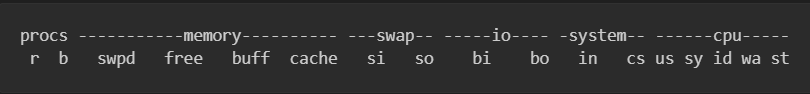 procs -----------memory---------- ---swap-- -----io---- -system-- ------cpu-----
 r  b   swpd   free   buff  cache   si   so    bi    bo   in   cs us sy id wa st